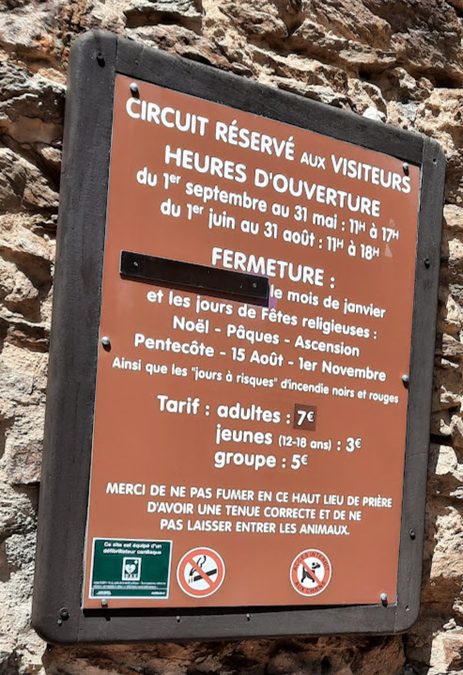 CIRCUIT RÉSERVÉ AUX VISITEURS
HEURES D'OUVERTURE
du 1er septembre au 31 mai : 11H à 17H
du 1er juin au 31 août : 11H à 18H
FERMETURE :
le mois de janvier
et les jours de Fêtes religieuses :
Noël - Pâques - Ascension
Pentecôte - 15 Août - 1er Novembre
Ainsi que les "jours à risques" d'incendie noirs et rouges
Tarif : adultes : 7€
jeunes (12-18 ans) : 3€
groupe : 5€
MERCI DE NE PAS FUMER EN CE HAUT LIEU DE PRIÈRE
D'AVOIR UNE TENUE CORRECTE ET DE NE
PAS LAISSER ENTRER LES ANIMAUX.
Ce site est équipé d'un
défibrillateur cardiaque